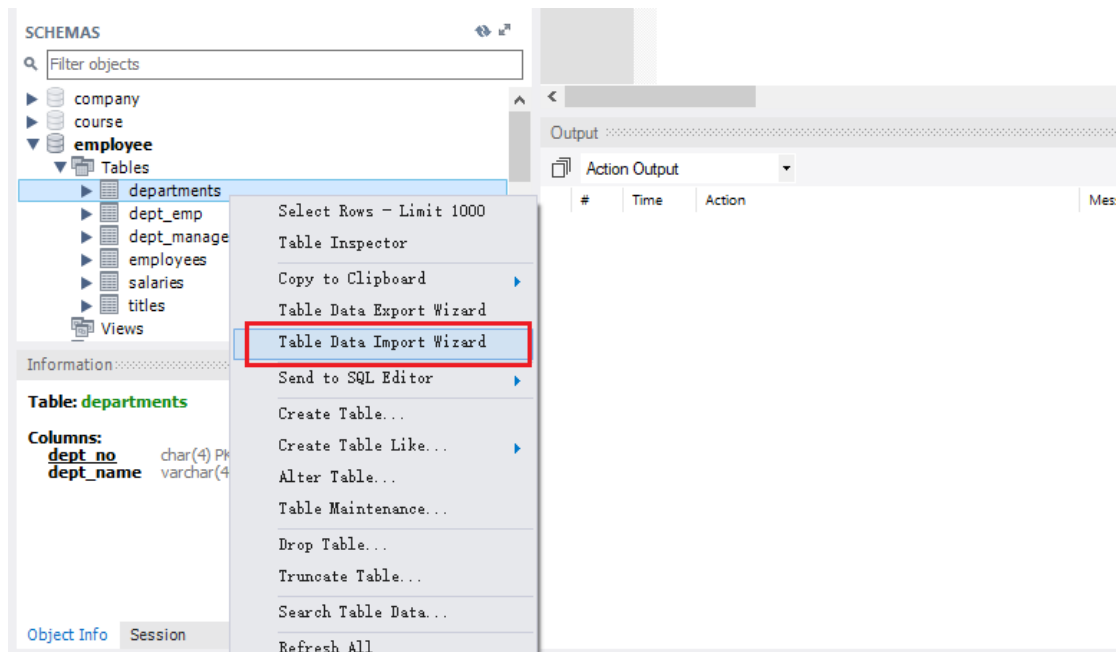 SCHEMAS
Filter objects
company
course
employee
Tables
departments
dept_emp
dept_manage
employees
salaries
titles
Views
Information
Table: departments
Columns:
dept_no char(4) PK
dept_name varchar(4
Object Info Session
Select Rows - Limit 1000
Table Inspector
Copy to Clipboard
Table Data Export Wizard
Table Data Import Wizard
Send to SQL Editor
Create Table...
Create Table Like...
Alter Table...
Table Maintenance...
Drop Table...
Truncate Table...
Search Table Data...
Refresh All
Output
Action Output
# Time Action Mes